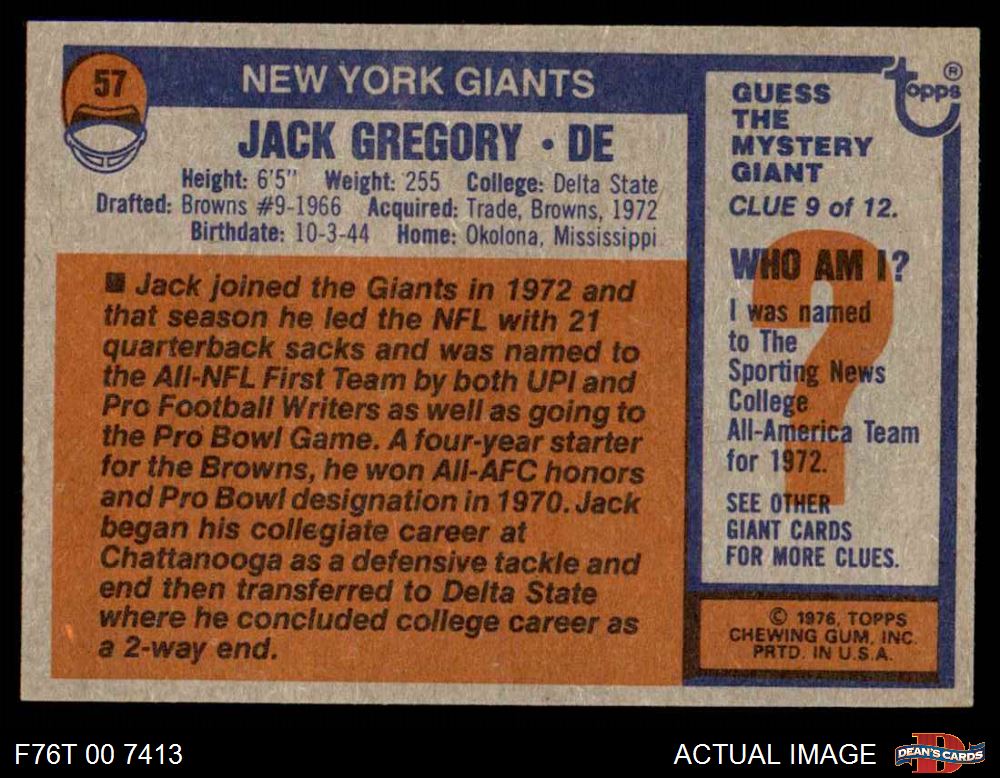 57
NEW YORK GIANTS
JACK GREGORY • DE
Height: 6'5" Weight: 255 College: Delta State
Drafted: Browns #9-1966 Acquired: Trade, Browns, 1972
Birthdate: 10-3-44 Home: Okolona, Mississippi
■ Jack joined the Giants in 1972 and
that season he led the NFL with 21
quarterback sacks and was named to
the All-NFL First Team by both UPI and
Pro Football Writers as well as going to
the Pro Bowl Game. A four-year starter
for the Browns, he won All-AFC honors
and Pro Bowl designation in 1970. Jack
began his collegiate career at
Chattanooga as a defensive tackle and
end then transferred to Delta State
where he concluded college career as
a 2-way end.
topps ®
GUESS
THE
MYSTERY
GIANT
CLUE 9 of 12.
WHO AM I?
?
I was named
to The
Sporting News
College
All-America Team
for 1972.
SEE OTHER
GIANT CARDS
FOR MORE CLUES.
© 1976, TOPPS
CHEWING GUM, INC.
PRTD. IN U.S.A.
F76T 00 7413
ACTUAL IMAGE
D
DEAN'S CARDS